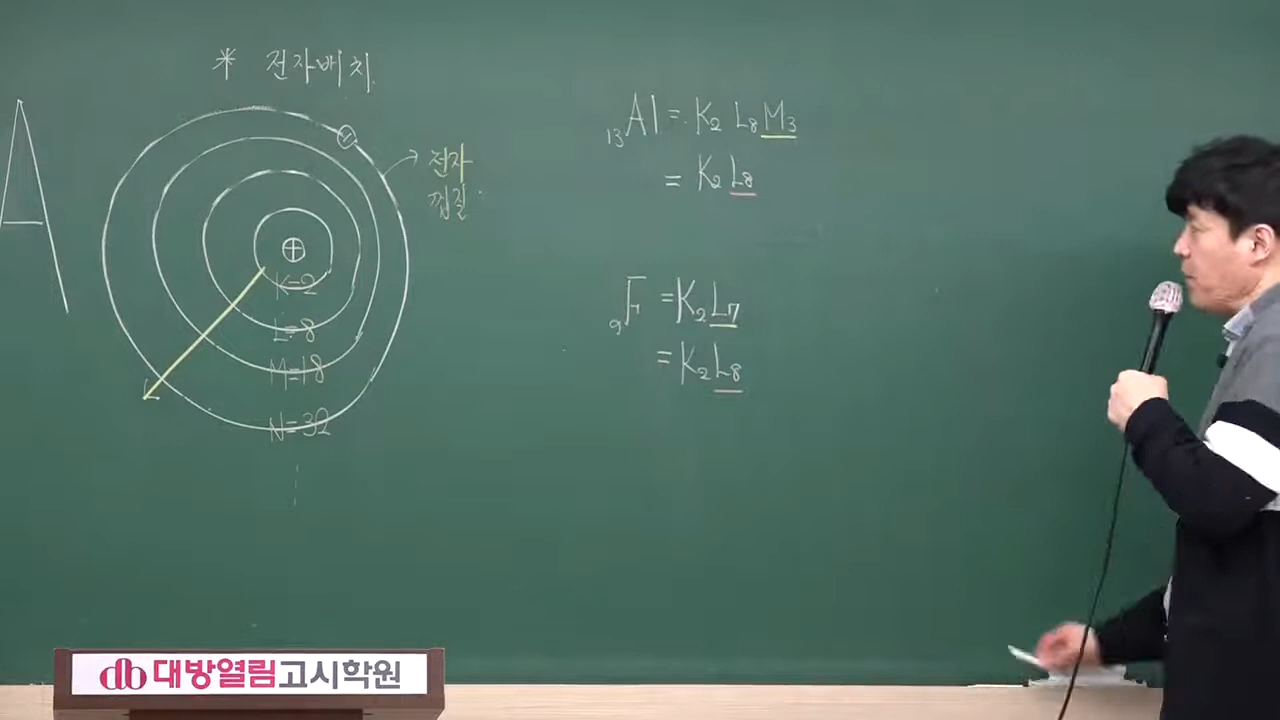 * 전자배치
A
전자
껍질
K=2
L=8
M=18
N=32
₁₃Al = K₂ L₈ M₃
= K₂ L₈
₉F = K₂ L₇
= K₂ L₈
db 대방열림고시학원